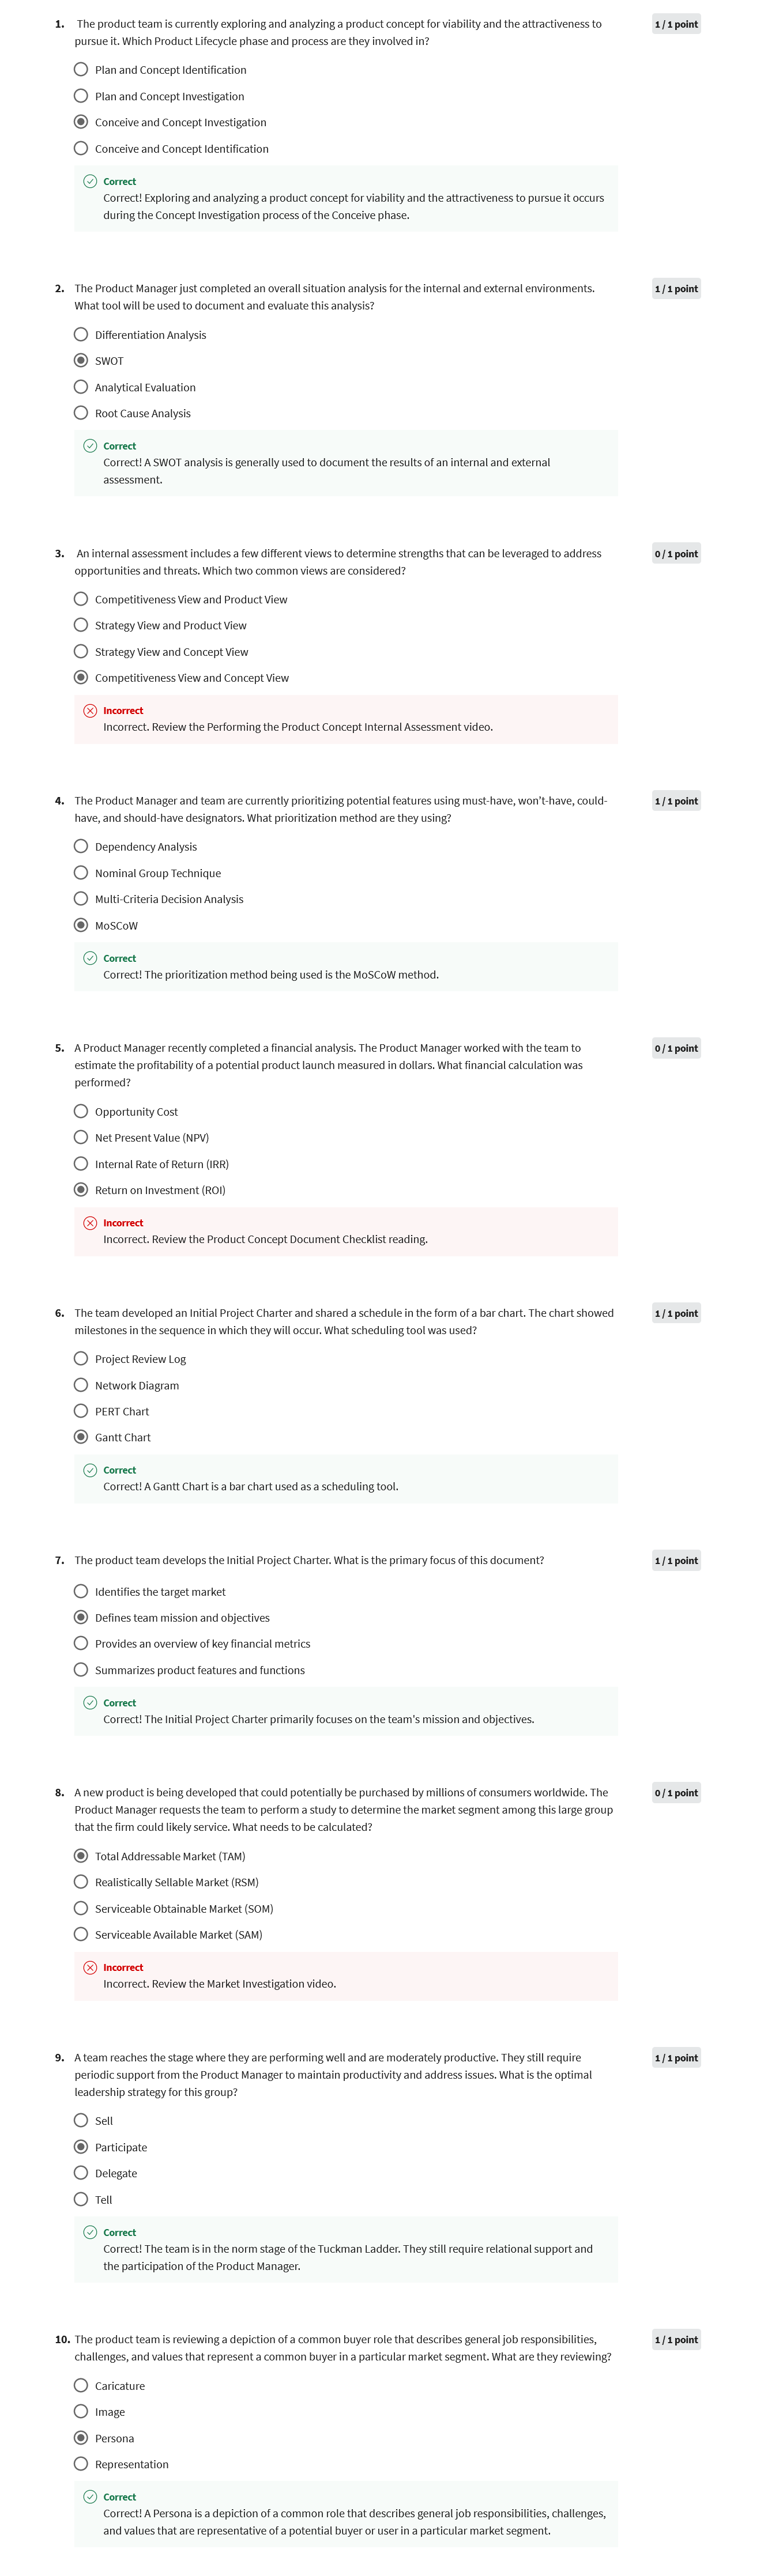 1. The product team is currently exploring and analyzing a product concept for viability and the attractiveness to
1 / 1 point
pursue it. Which Product Lifecycle phase and process are they involved in?
Plan and Concept Identification
Plan and Concept Investigation
Conceive and Concept Investigation
Conceive and Concept Identification
Correct
Correct! Exploring and analyzing a product concept for viability and the attractiveness to pursue it occurs
during the Concept Investigation process of the Conceive phase.
2. The Product Manager just completed an overall situation analysis for the internal and external environments.
1 / 1 point
What tool will be used to document and evaluate this analysis?
Differentiation Analysis
SWOT
Analytical Evaluation
Root Cause Analysis
Correct
Correct! A SWOT analysis is generally used to document the results of an internal and external
assessment.
3. An internal assessment includes a few different views to determine strengths that can be leveraged to address
0 / 1 point
opportunities and threats. Which two common views are considered?
Competitiveness View and Product View
Strategy View and Product View
Strategy View and Concept View
Competitiveness View and Concept View
Incorrect
Incorrect. Review the Performing the Product Concept Internal Assessment video.
4. The Product Manager and team are currently prioritizing potential features using must-have, won't-have, could-
1 / 1 point
have, and should-have designators. What prioritization method are they using?
Dependency Analysis
Nominal Group Technique
Multi-Criteria Decision Analysis
MoSCoW
Correct
Correct! The prioritization method being used is the MoSCoW method.
5. A Product Manager recently completed a financial analysis. The Product Manager worked with the team to
0 / 1 point
estimate the profitability of a potential product launch measured in dollars. What financial calculation was
performed?
Opportunity Cost
Net Present Value (NPV)
Internal Rate of Return (IRR)
Return on Investment (ROI)
Incorrect
Incorrect. Review the Product Concept Document Checklist reading.
6. The team developed an Initial Project Charter and shared a schedule in the form of a bar chart. The chart showed
1 / 1 point
milestones in the sequence in which they will occur. What scheduling tool was used?
Project Review Log
Network Diagram
PERT Chart
Gantt Chart
Correct
Correct! A Gantt Chart is a bar chart used as a scheduling tool.
7. The product team develops the Initial Project Charter. What is the primary focus of this document?
1 / 1 point
Identifies the target market
Defines team mission and objectives
Provides an overview of key financial metrics
Summarizes product features and functions
Correct
Correct! The Initial Project Charter primarily focuses on the team's mission and objectives.
8. A new product is being developed that could potentially be purchased by millions of consumers worldwide. The
0 / 1 point
Product Manager requests the team to perform a study to determine the market segment among this large group
that the firm could likely service. What needs to be calculated?
Total Addressable Market (TAM)
Realistically Sellable Market (RSM)
Serviceable Obtainable Market (SOM)
Serviceable Available Market (SAM)
Incorrect
Incorrect. Review the Market Investigation video.
9. A team reaches the stage where they are performing well and are moderately productive. They still require
1 / 1 point
periodic support from the Product Manager to maintain productivity and address issues. What is the optimal
leadership strategy for this group?
Sell
Participate
Delegate
Tell
Correct
Correct! The team is in the norm stage of the Tuckman Ladder. They still require relational support and
the participation of the Product Manager.
10. The product team is reviewing a depiction of a common buyer role that describes general job responsibilities,
1 / 1 point
challenges, and values that represent a common buyer in a particular market segment. What are they reviewing?
Caricature
Image
Persona
Representation
Correct
Correct! A Persona is a depiction of a common role that describes general job responsibilities, challenges,
and values that are representative of a potential buyer or user in a particular market segment.